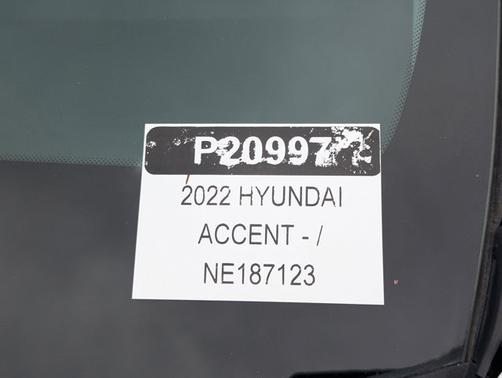 P20997
2022 HYUNDAI
ACCENT - /
NE187123